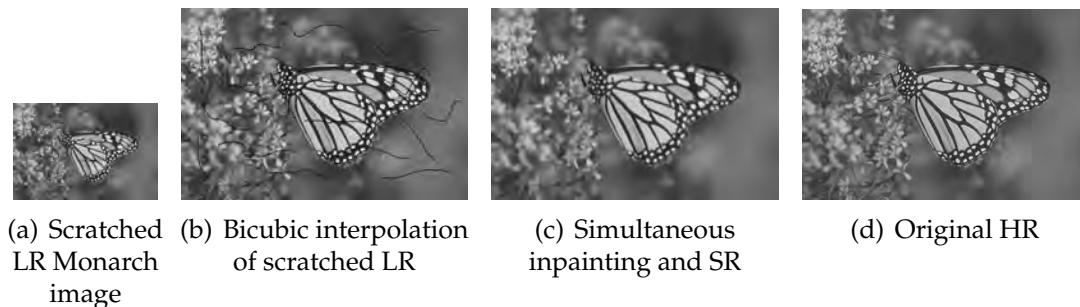 (a) Scratched
LR Monarch
image
(b) Bicubic interpolation
of scratched LR
(c) Simultaneous
inpainting and SR
(d) Original HR